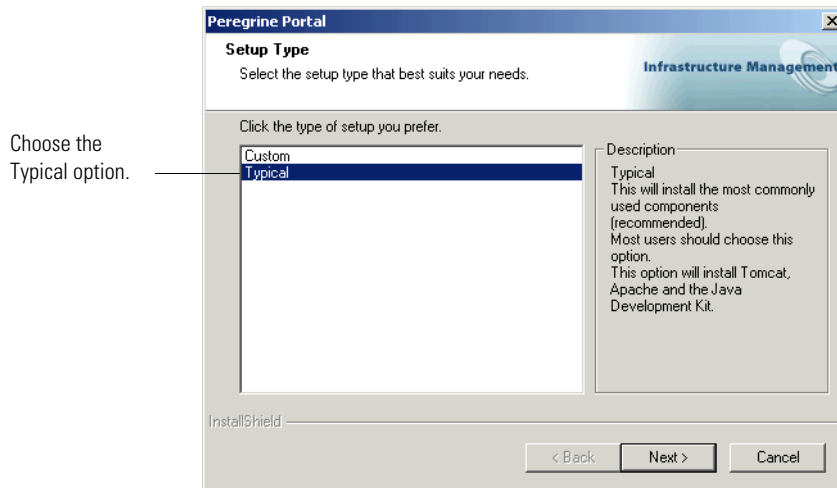 Peregrine Portal
Setup Type
Select the setup type that best suits your needs.
Infrastructure Management
Choose the
Typical option.
Click the type of setup you prefer.
Custom
Typical
Description
Typical
This will install the most commonly
used components
(recommended).
Most users should choose this
option.
This option will install Tomcat,
Apache and the Java
Development Kit.
InstallShield
< Back
Next >
Cancel